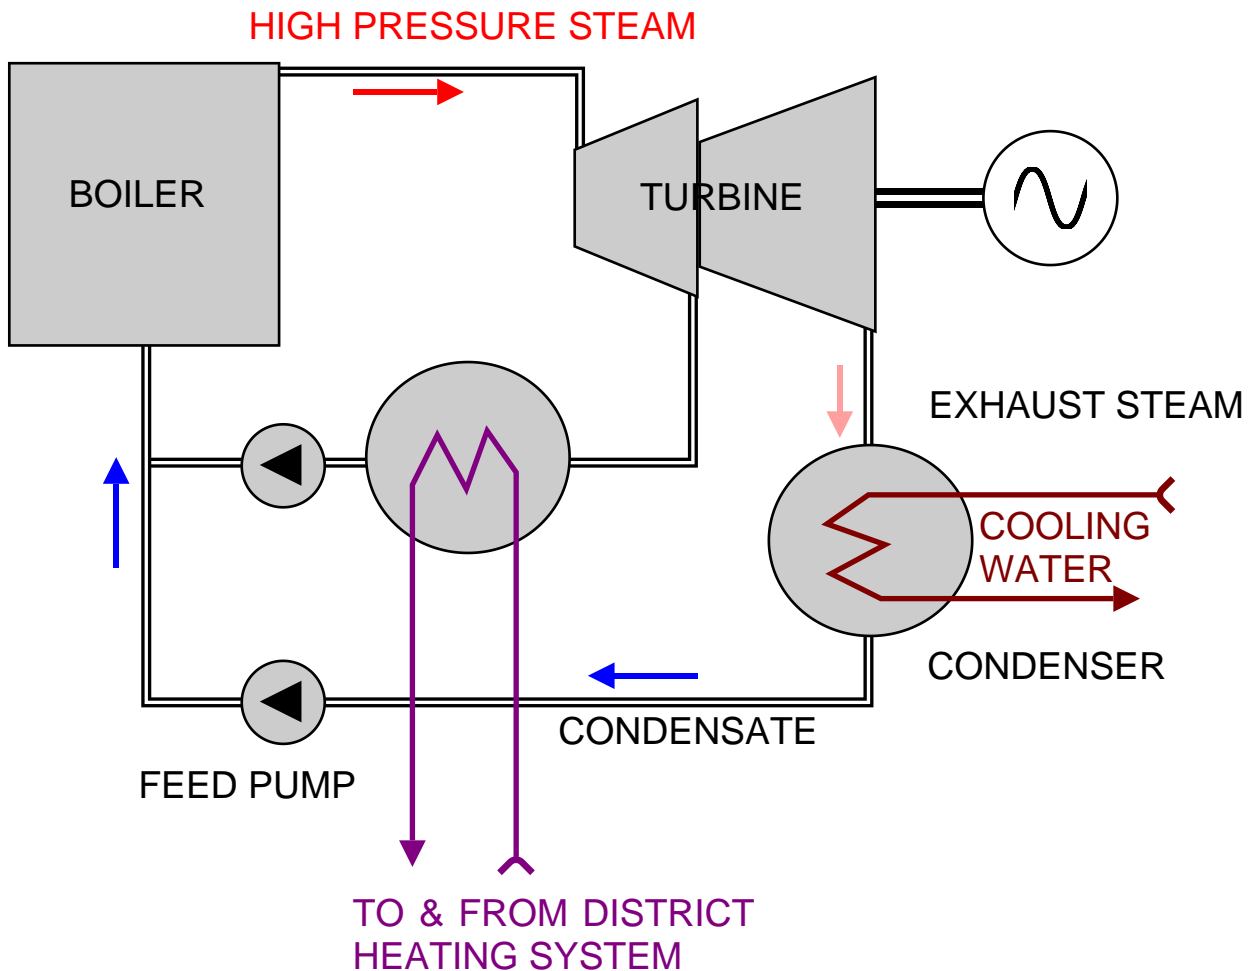 HIGH PRESSURE STEAM
BOILER
TURBINE
EXHAUST STEAM
COOLING
WATER
CONDENSER
CONDENSATE
FEED PUMP
TO & FROM DISTRICT
HEATING SYSTEM